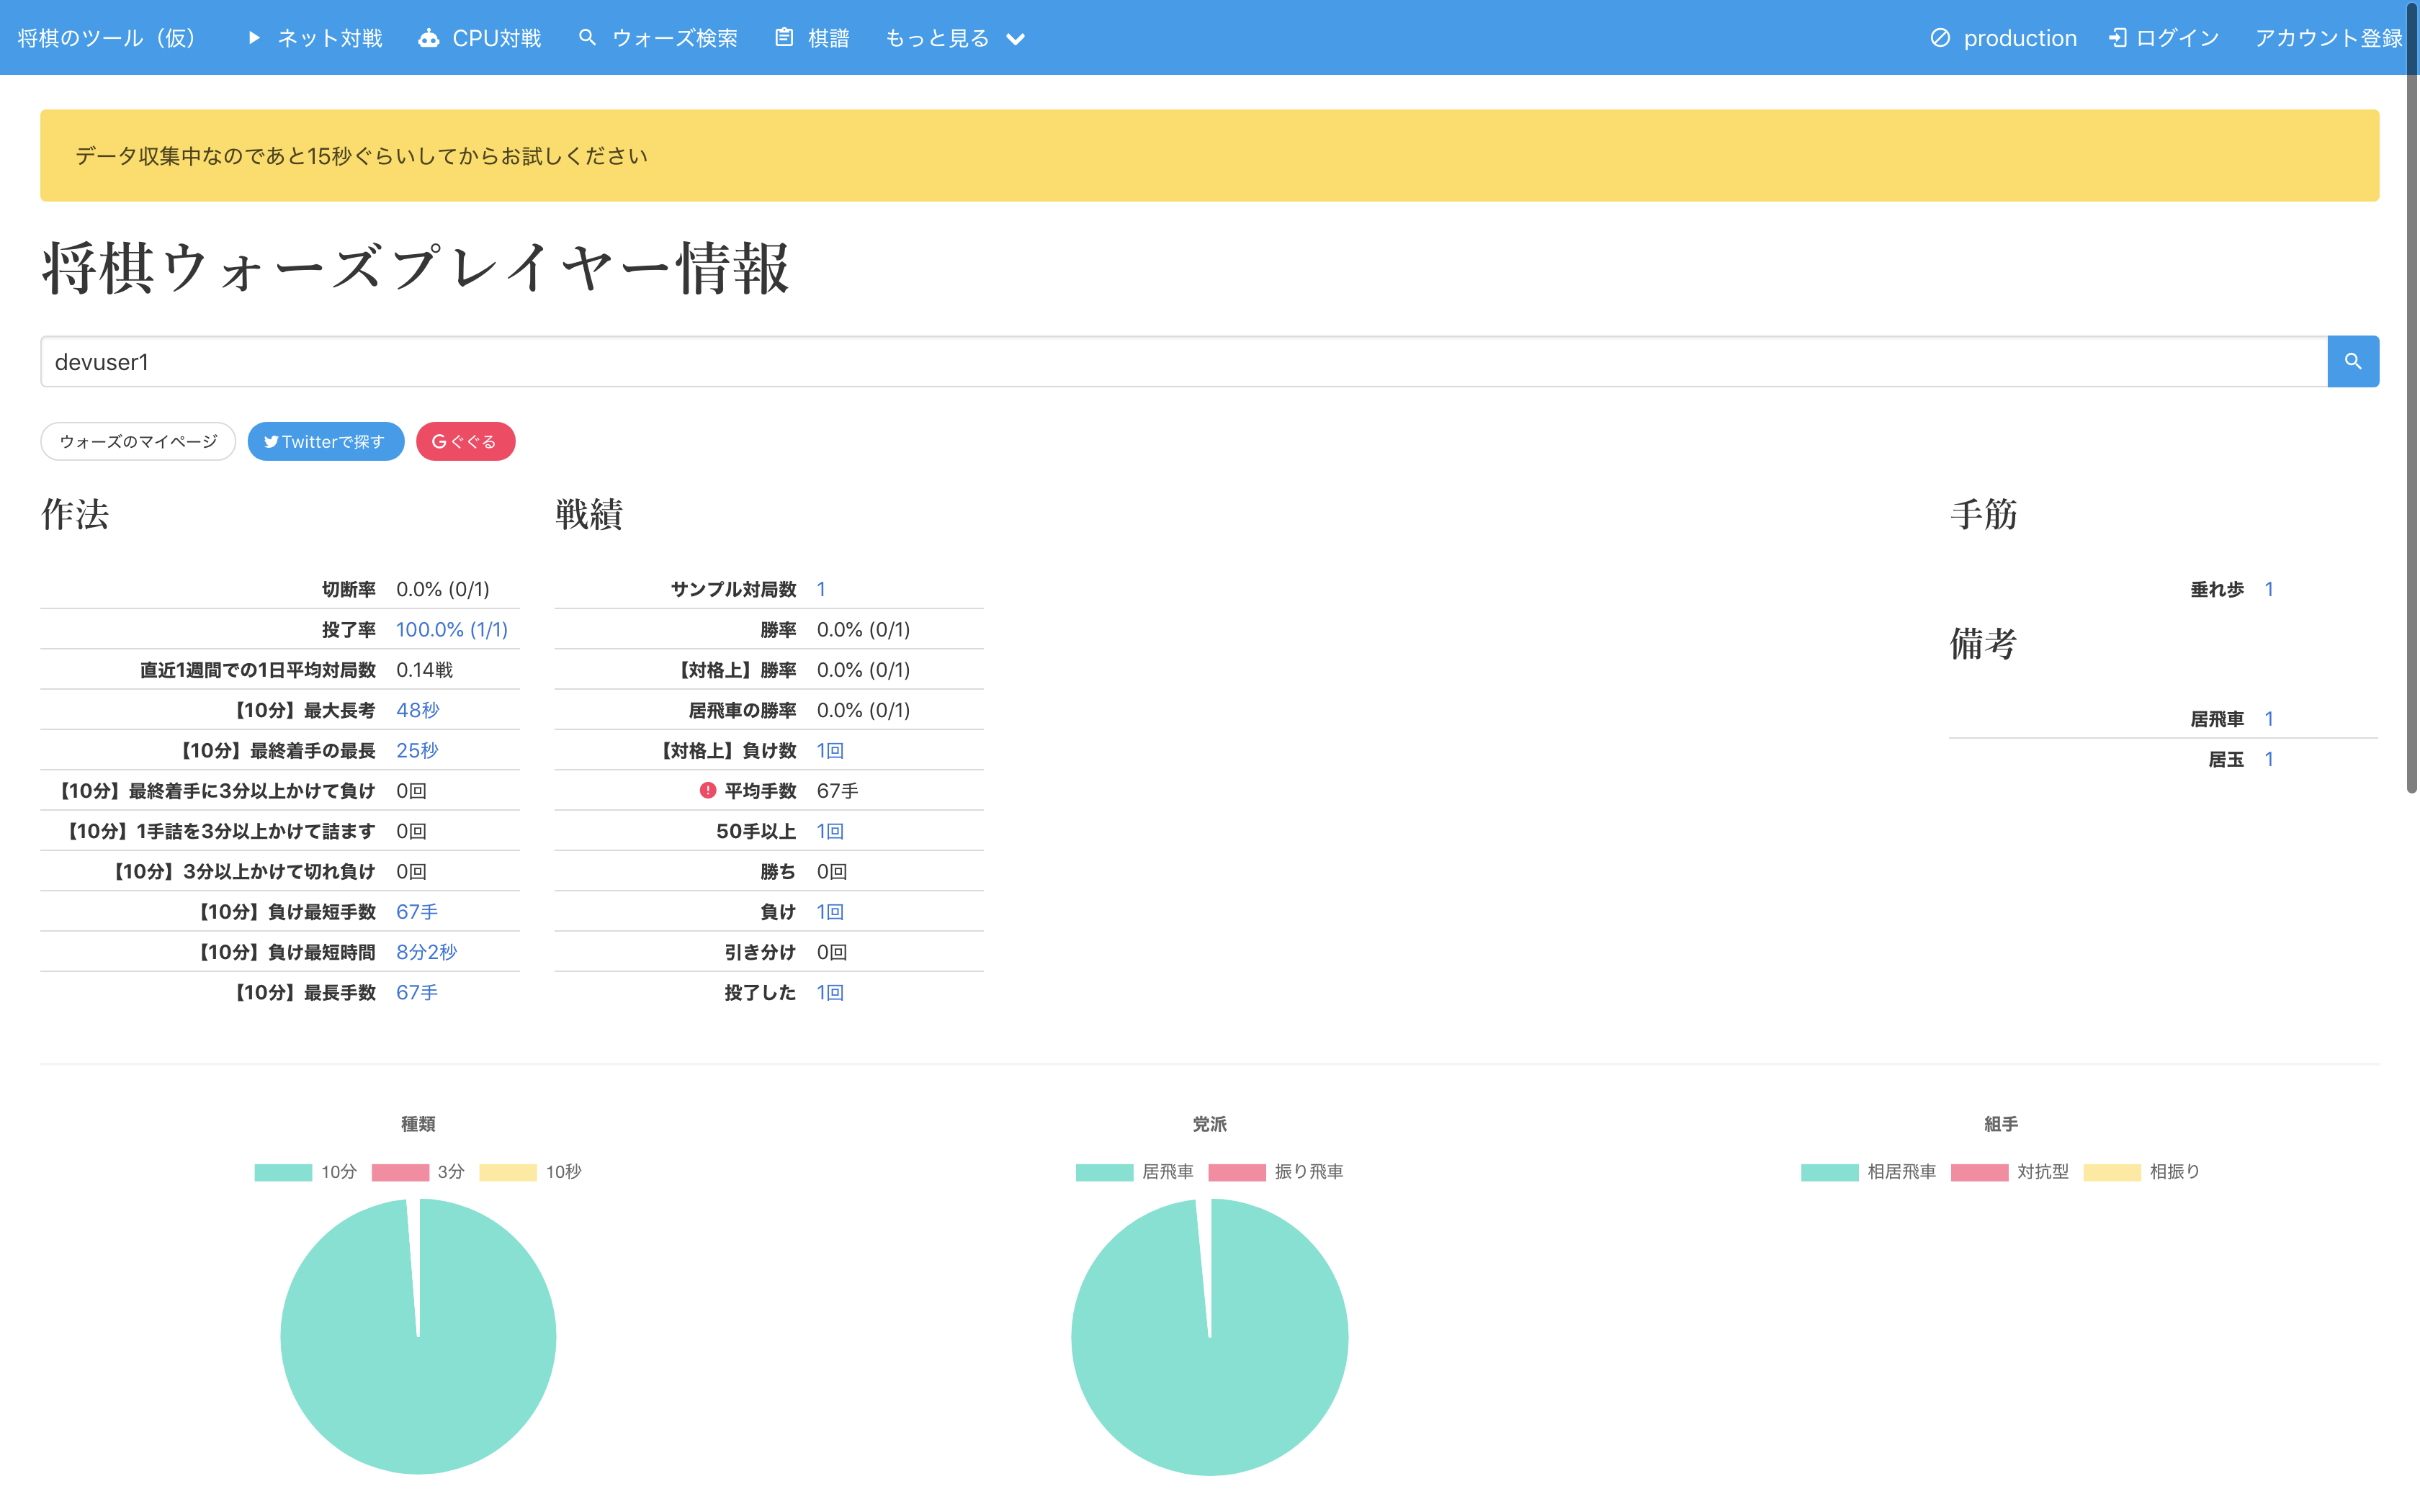 将棋のツール（仮） ネット対戦 CPU対戦 ウォーズ検索 棋譜 もっと見る production ログイン アカウント登録
データ収集中なのであと15秒ぐらいしてからお試しください
将棋ウォーズプレイヤー情報
devuser1
ウォーズのマイページ Twitterで探す ぐぐる
作法
切断率 0.0% (0/1)
投了率 100.0% (1/1)
直近1週間での1日平均対局数 0.14戦
【10分】最大長考 48秒
【10分】最終着手の最長 25秒
【10分】最終着手に3分以上かけて負け 0回
【10分】1手詰を3分以上かけて詰ます 0回
【10分】3分以上かけて切れ負け 0回
【10分】負け最短手数 67手
【10分】負け最短時間 8分2秒
【10分】最長手数 67手
戦績
サンプル対局数 1
勝率 0.0% (0/1)
【対格上】勝率 0.0% (0/1)
居飛車の勝率 0.0% (0/1)
【対格上】負け数 1回
平均手数 67手
50手以上 1回
勝ち 0回
負け 1回
引き分け 0回
投了した 1回
手筋
垂れ歩 1
備考
居飛車 1
居玉 1
種類
10分 3分 10秒
党派
居飛車 振り飛車
組手
相居飛車 対抗型 相振り